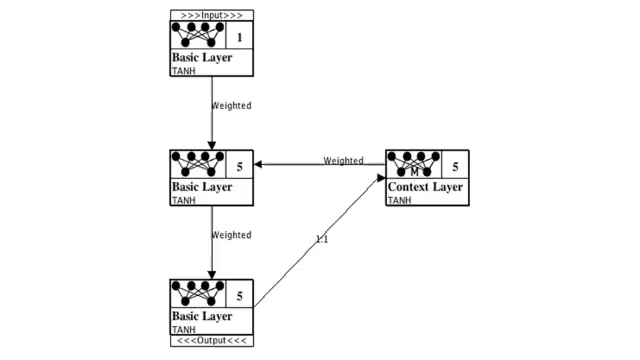 >>>Input>>>
1
Basic Layer
TANH
Weighted
5
Basic Layer
TANH
Weighted
M
5
Context Layer
TANH
Weighted
1:1
5
Basic Layer
TANH
<<<Output<<<